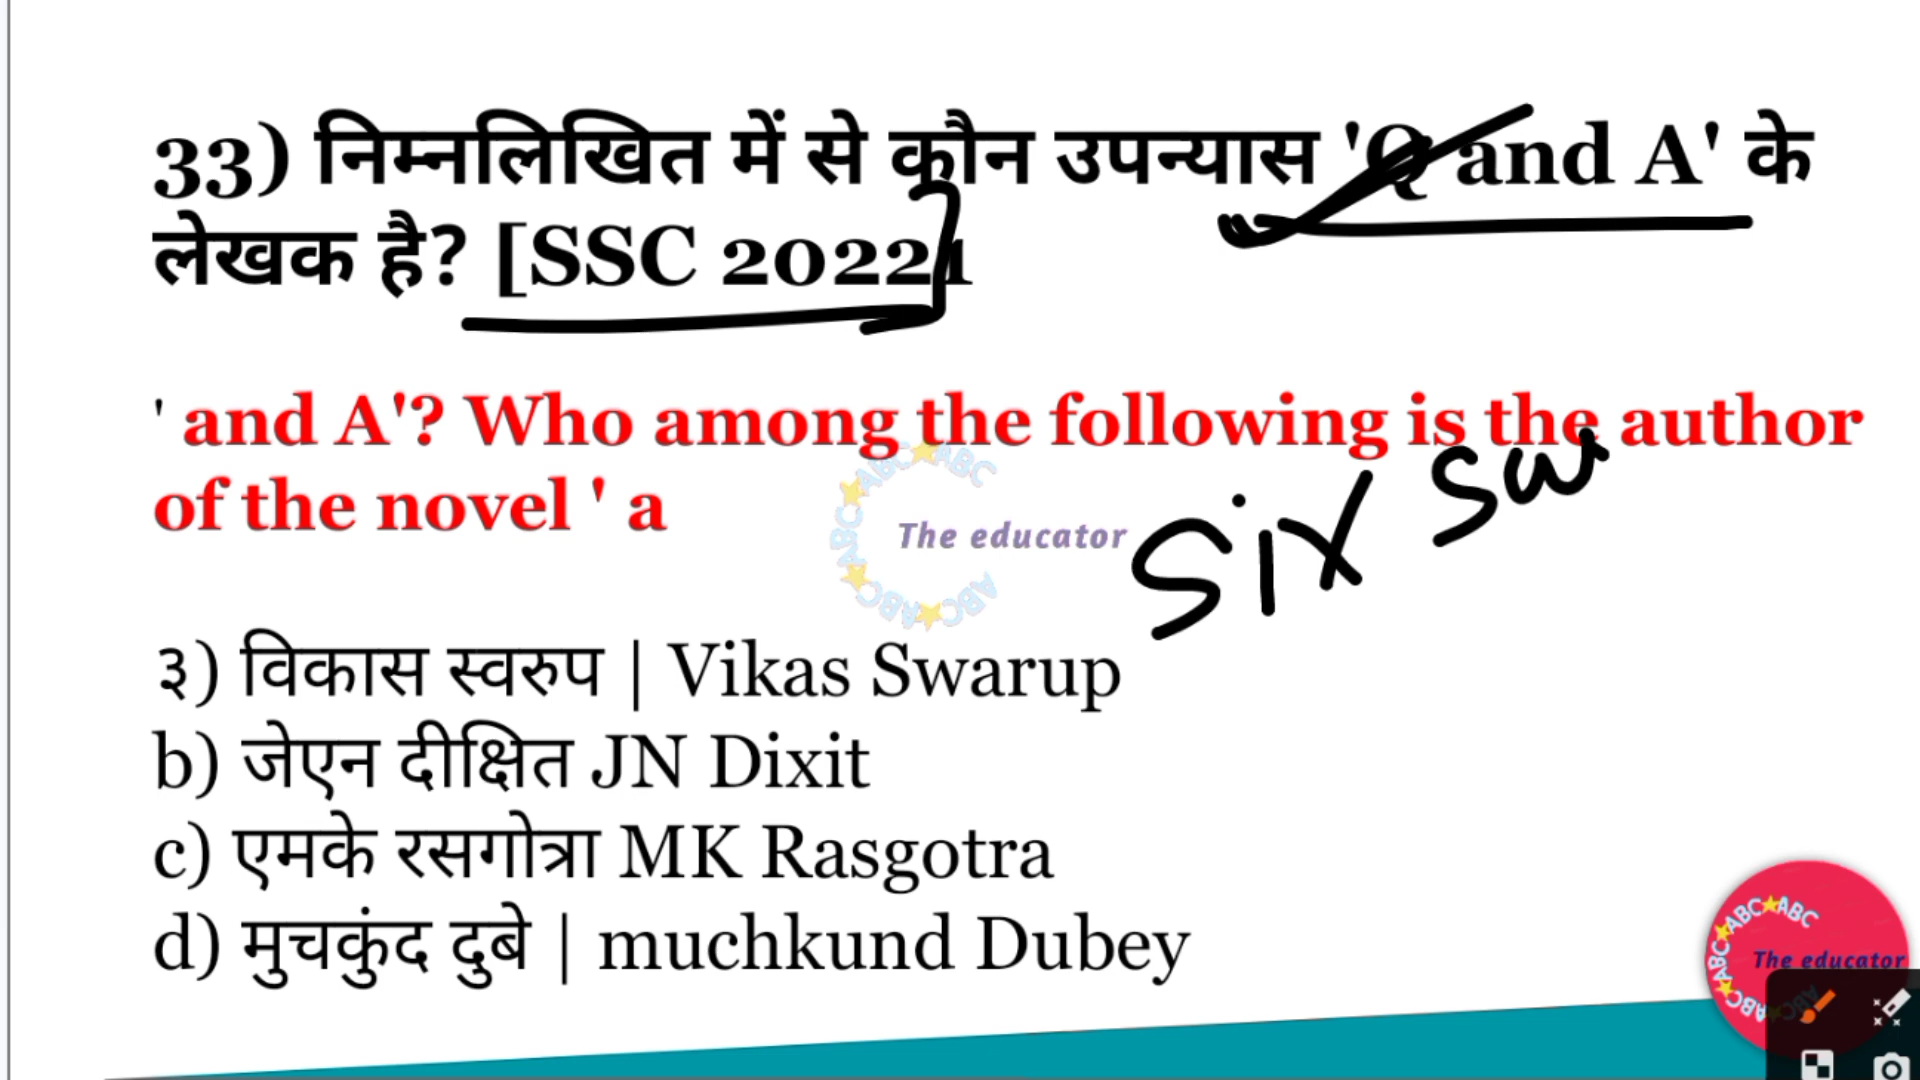 33) निम्नलिखित में से कौन उपन्यास 'Q and A' के
लेखक है? [SSC 2022]
' and A'? Who among the following is the author
of the novel ' a
The educator
six swa
३) विकास स्वरुप | Vikas Swarup
b) जेएन दीक्षित JN Dixit
c) एमके रसगोत्रा MK Rasgotra
d) मुचकुंद दुबे | muchkund Dubey
The educator